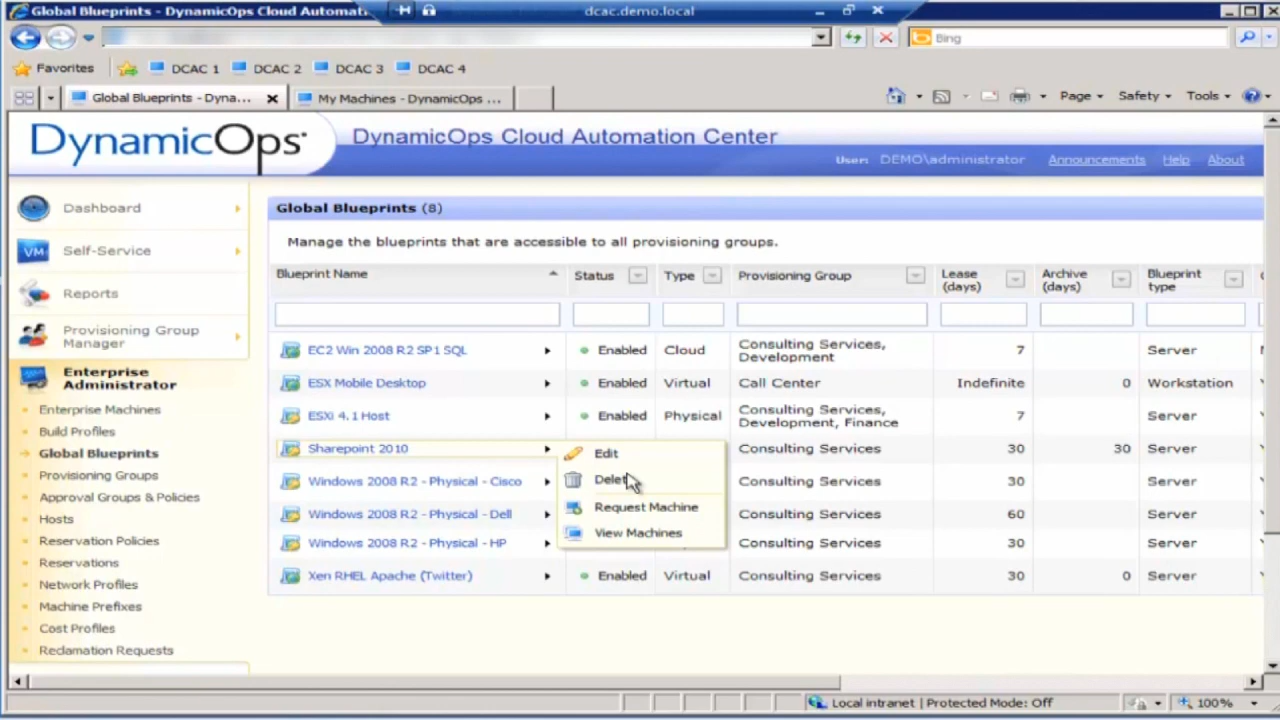 Global Blueprints - DynamicOps Cloud Automati
dcac.demo.local
Bing
Favorites DCAC 1 DCAC 2 DCAC 3 DCAC 4
Global Blueprints - Dyna... My Machines - DynamicOps ... Page Safety Tools
DynamicOps DynamicOps Cloud Automation Center
User: DEMO\administrator Announcements Help About
Dashboard
Self-Service
Reports
Provisioning Group
Manager
Enterprise
Administrator
Enterprise Machines
Build Profiles
Global Blueprints
Provisioning Groups
Approval Groups & Policies
Hosts
Reservation Policies
Reservations
Network Profiles
Machine Prefixes
Cost Profiles
Reclamation Requests
Global Blueprints (8)
Manage the blueprints that are accessible to all provisioning groups.
Blueprint Name Status Type Provisioning Group Lease (days) Archive (days) Blueprint type
EC2 Win 2008 R2 SP1 SQL Enabled Cloud Consulting Services, Development 7 Server
ESX Mobile Desktop Enabled Virtual Call Center Indefinite 0 Workstation
ESXi 4.1 Host Enabled Physical Consulting Services, Development, Finance 7 Server
Sharepoint 2010 Consulting Services 30 30 Server
Windows 2008 R2 - Physical - Cisco Consulting Services 30 Server
Windows 2008 R2 - Physical - Dell Consulting Services 60 Server
Windows 2008 R2 - Physical - HP Consulting Services 30 Server
Xen RHEL Apache (Twitter) Enabled Virtual Consulting Services 30 0 Server
Edit
Delet
Request Machine
View Machines
Local intranet | Protected Mode: Off 100%